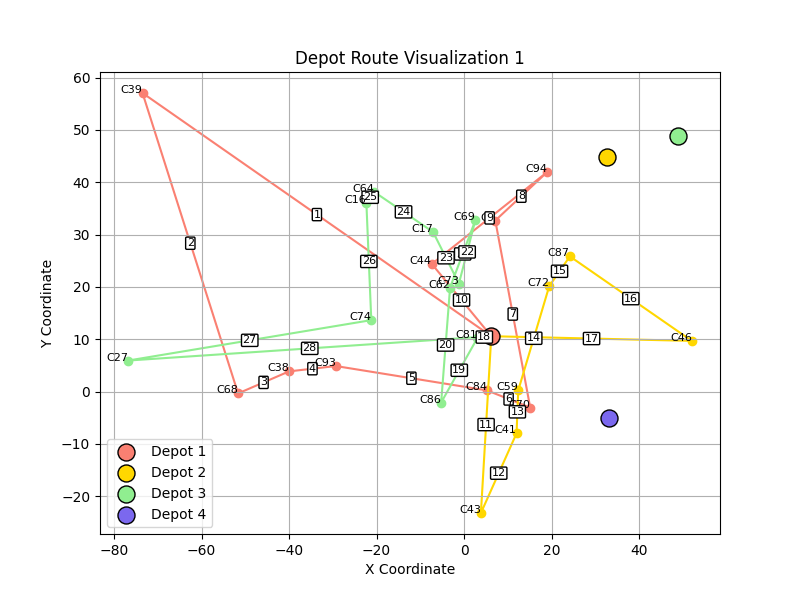 Depot Route Visualization 1
Y Coordinate
60
50
40
30
20
10
0
−10
−20
C39
C94
C64
C16
C69
C9
C17
C87
C44
C73
C62
C72
C74
C81
C46
C27
C93
C38
C68
C84
C59
C86
C70
C41
C43
1
2
3
4
5
6
7
8
10
11
12
13
14
15
16
17
18
19
20
22
23
24
25
26
27
28
Depot 1
Depot 2
Depot 3
Depot 4
−80
−60
−40
−20
0
20
40
X Coordinate